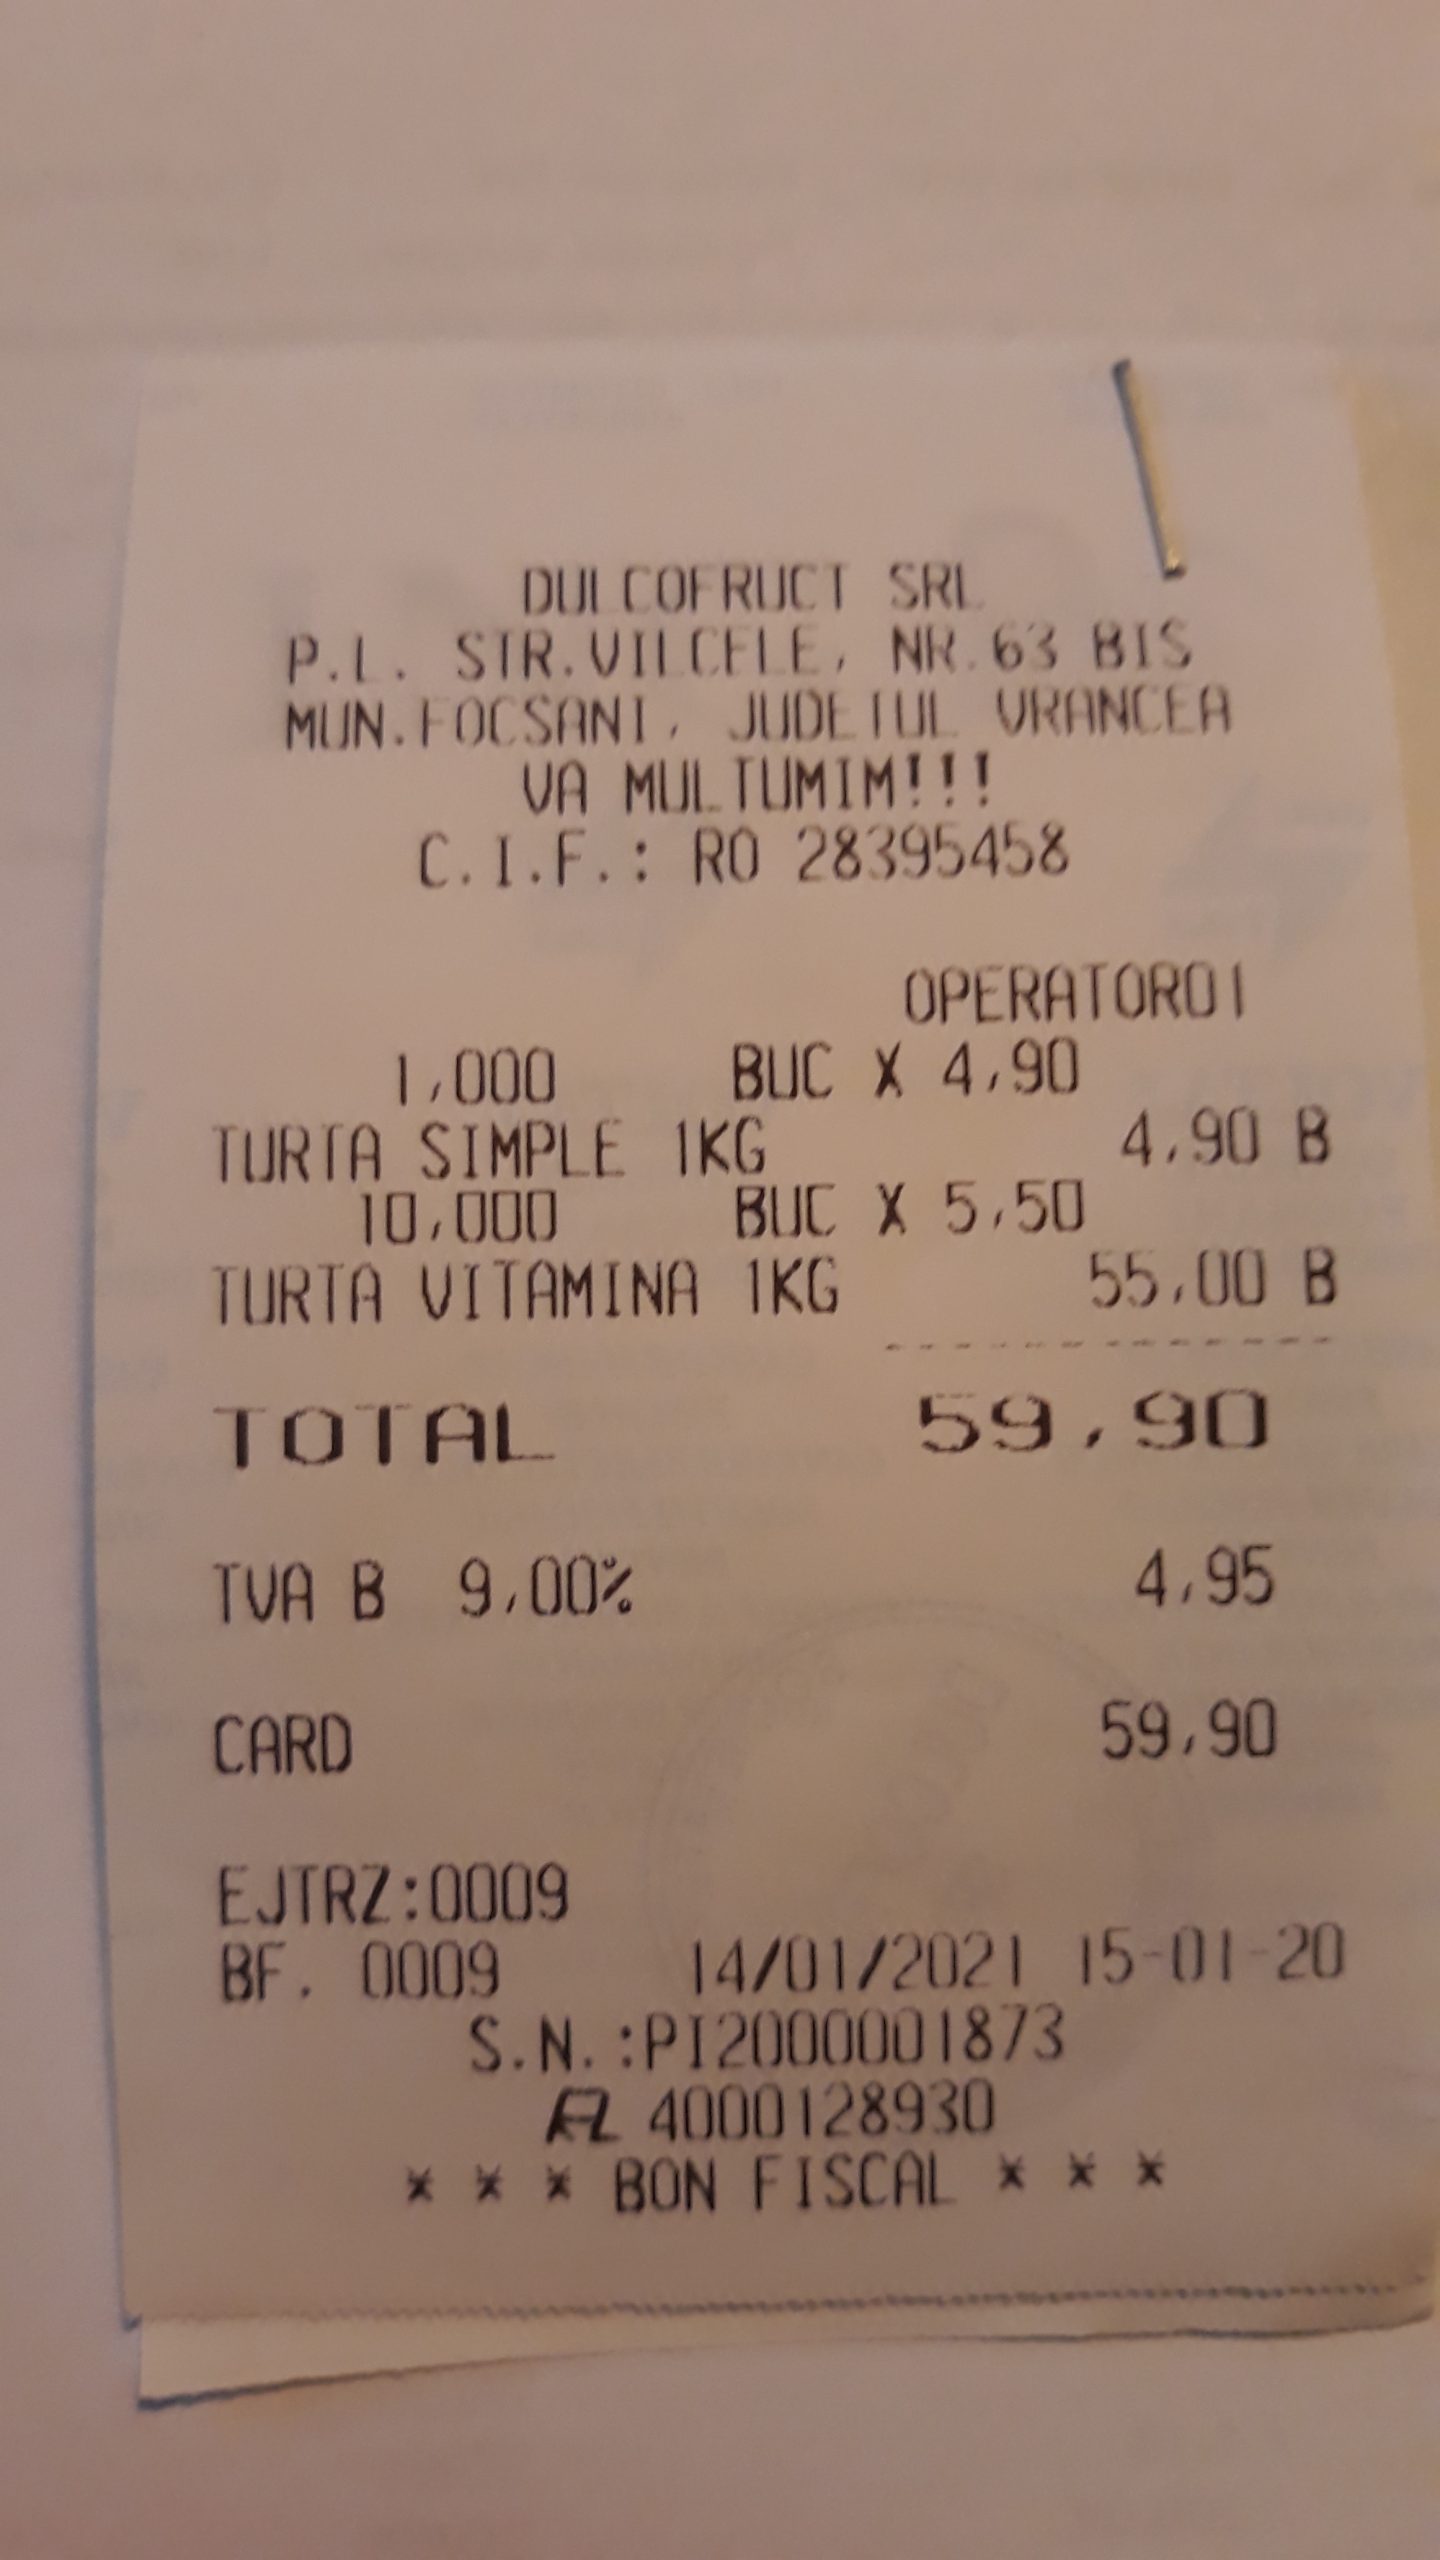 DULCOFRUCT SRL
P.L. STR.VILCELE, NR.63 BIS
MUN.FOCSANI, JUDETUL VRANCEA
VA MULTUMIM!!!
C.I.F.: RO 28395458
OPERATOR01
1,000 BUC X 4,90
TURTA SIMPLE 1KG 4,90 B
10,000 BUC X 5,50
TURTA VITAMINA 1KG 55,00 B
TOTAL 59,90
TVA B 9,00% 4,95
CARD 59,90
EJTRZ:0009
BF. 0009 14/01/2021 15-01-20
S.N.:PI2000001873
4000128930
* * * BON FISCAL * * *